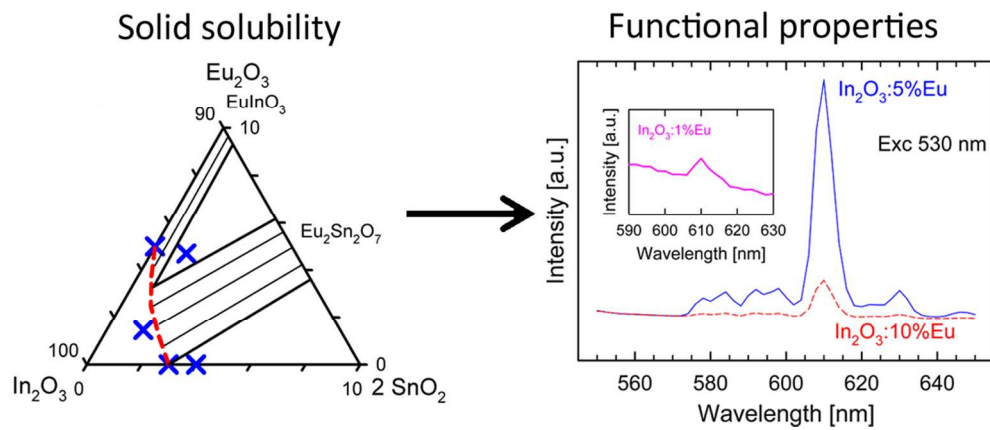 Solid solubility
Eu₂O₃
EuInO₃
90 10
Eu₂Sn₂O₇
100
0
In₂O₃ 0
10 2 SnO₂
Functional properties
In₂O₃:5%Eu
In₂O₃:1%Eu
Exc 530 nm
Intensity [a.u.]
Intensity [a.u.]
590 600 610 620 630
Wavelength [nm]
In₂O₃:10%Eu
560 580 600 620 640
Wavelength [nm]